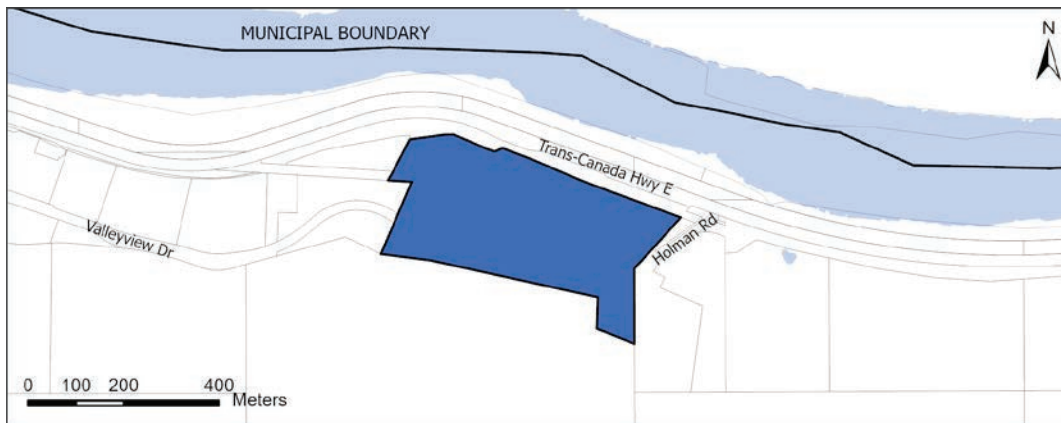 MUNICIPAL BOUNDARY
N
Trans-Canada Hwy E
Holman Rd
Valleyview Dr
0 100 200 400
Meters